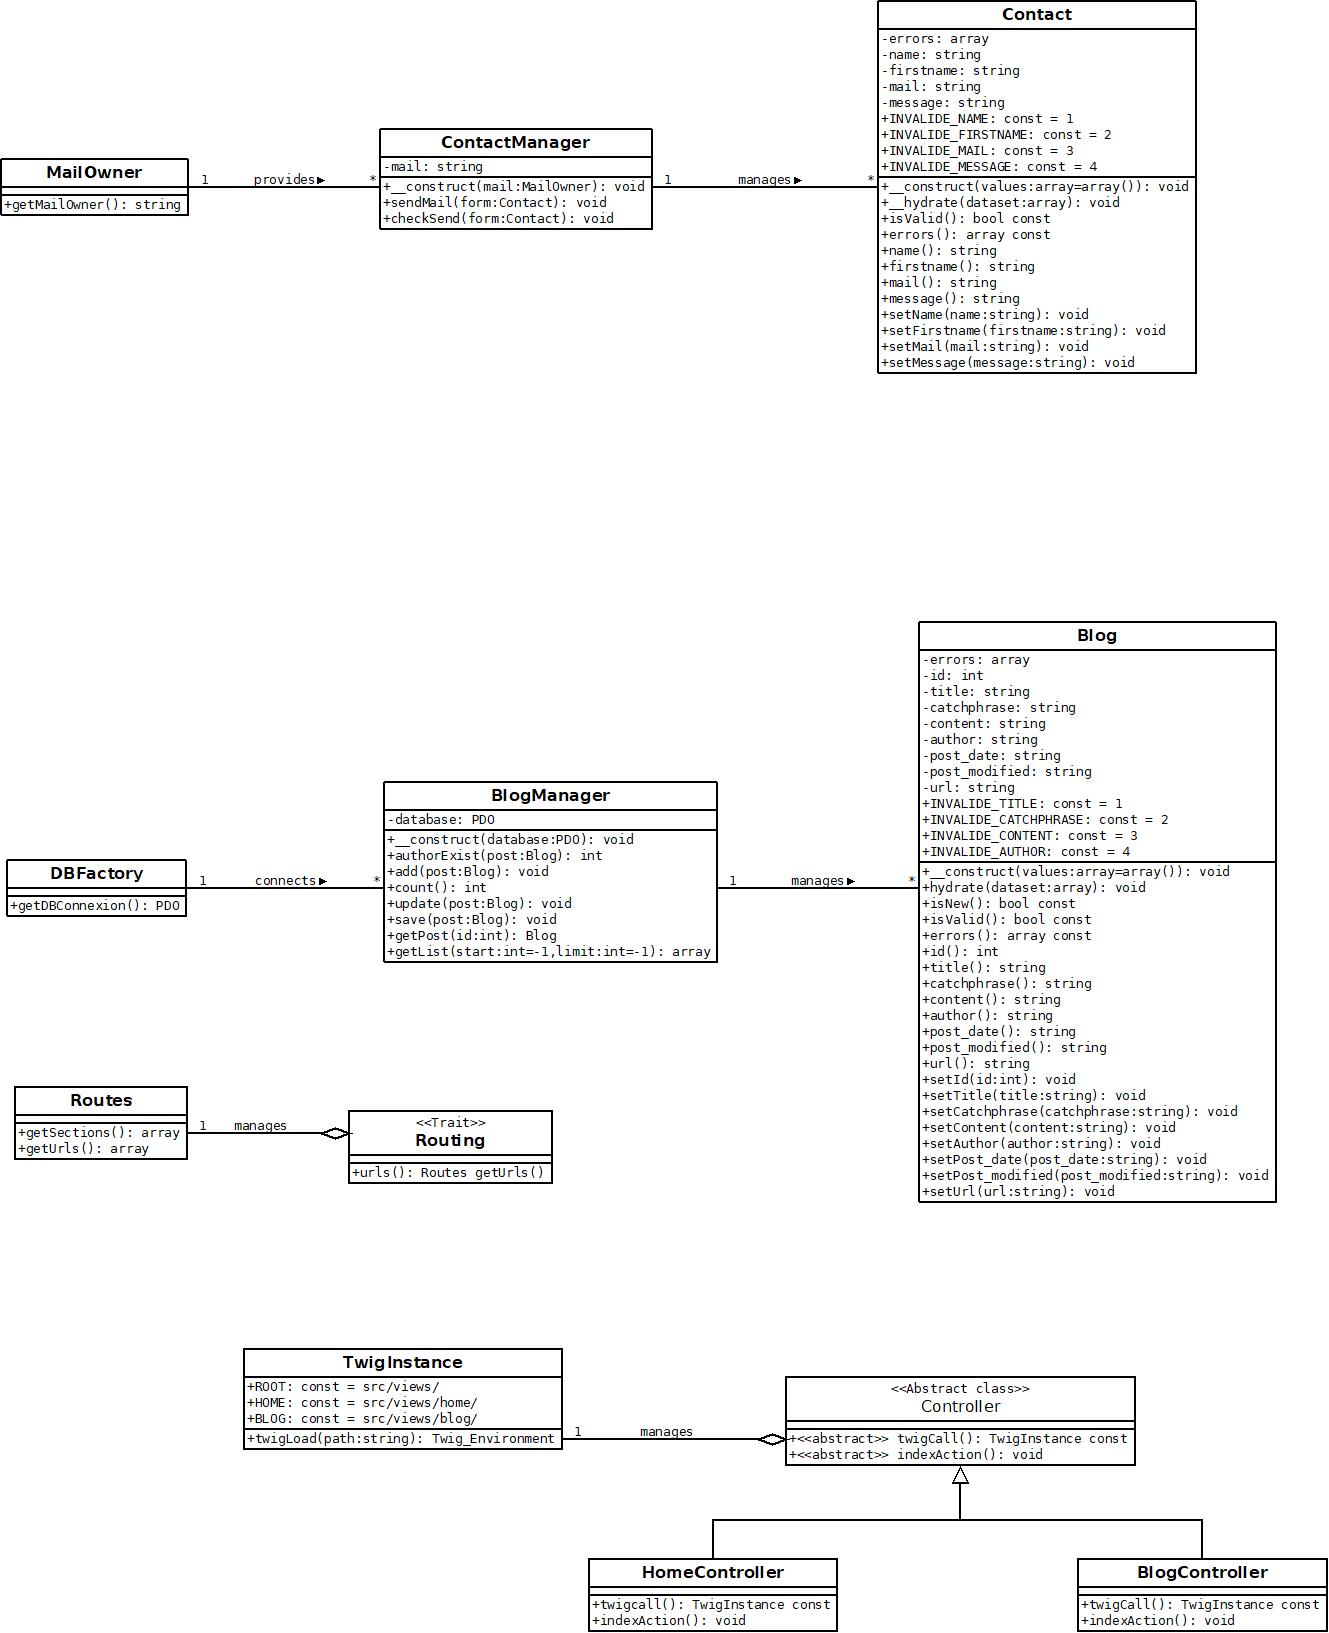 Contact
-errors: array
-name: string
-firstname: string
-mail: string
-message: string
+INVALIDE_NAME: const = 1
+INVALIDE_FIRSTNAME: const = 2
+INVALIDE_MAIL: const = 3
+INVALIDE_MESSAGE: const = 4
+__construct(values:array=array()): void
+__hydrate(dataset:array): void
+isValid(): bool const
+errors(): array const
+name(): string
+firstname(): string
+mail(): string
+message(): string
+setName(name:string): void
+setFirstname(firstname:string): void
+setMail(mail:string): void
+setMessage(message:string): void
ContactManager
-mail: string
+__construct(mail:MailOwner): void
+sendMail(form:Contact): void
+checkSend(form:Contact): void
MailOwner
+getMailOwner(): string
1 provides▶ *
1 manages▶ *
Blog
-errors: array
-id: int
-title: string
-catchphrase: string
-content: string
-author: string
-post_date: string
-post_modified: string
-url: string
+INVALIDE_TITLE: const = 1
+INVALIDE_CATCHPHRASE: const = 2
+INVALIDE_CONTENT: const = 3
+INVALIDE_AUTHOR: const = 4
+__construct(values:array=array()): void
+hydrate(dataset:array): void
+isNew(): bool const
+isValid(): bool const
+errors(): array const
+id(): int
+title(): string
+catchphrase(): string
+content(): string
+author(): string
+post_date(): string
+post_modified(): string
+url(): string
+setId(id:int): void
+setTitle(title:string): void
+setCatchphrase(catchphrase:string): void
+setContent(content:string): void
+setAuthor(author:string): void
+setPost_date(post_date:string): void
+setPost_modified(post_modified:string): void
+setUrl(url:string): void
BlogManager
-database: PDO
+__construct(database:PDO): void
+authorExist(post:Blog): int
+add(post:Blog): void
+count(): int
+update(post:Blog): void
+save(post:Blog): void
+getPost(id:int): Blog
+getList(start:int=-1,limit:int=-1): array
DBFactory
+getDBConnexion(): PDO
1 connects▶ *
1 manages▶ *
Routes
+getSections(): array
+getUrls(): array
1 manages
<<Trait>>
Routing
+urls(): Routes getUrls()
TwigInstance
+ROOT: const = src/views/
+HOME: const = src/views/home/
+BLOG: const = src/views/blog/
+twigLoad(path:string): Twig_Environment
1 manages
<<Abstract class>>
Controller
+<<abstract>> twigCall(): TwigInstance const
+<<abstract>> indexAction(): void
HomeController
+twigcall(): TwigInstance const
+indexAction(): void
BlogController
+twigCall(): TwigInstance const
+indexAction(): void